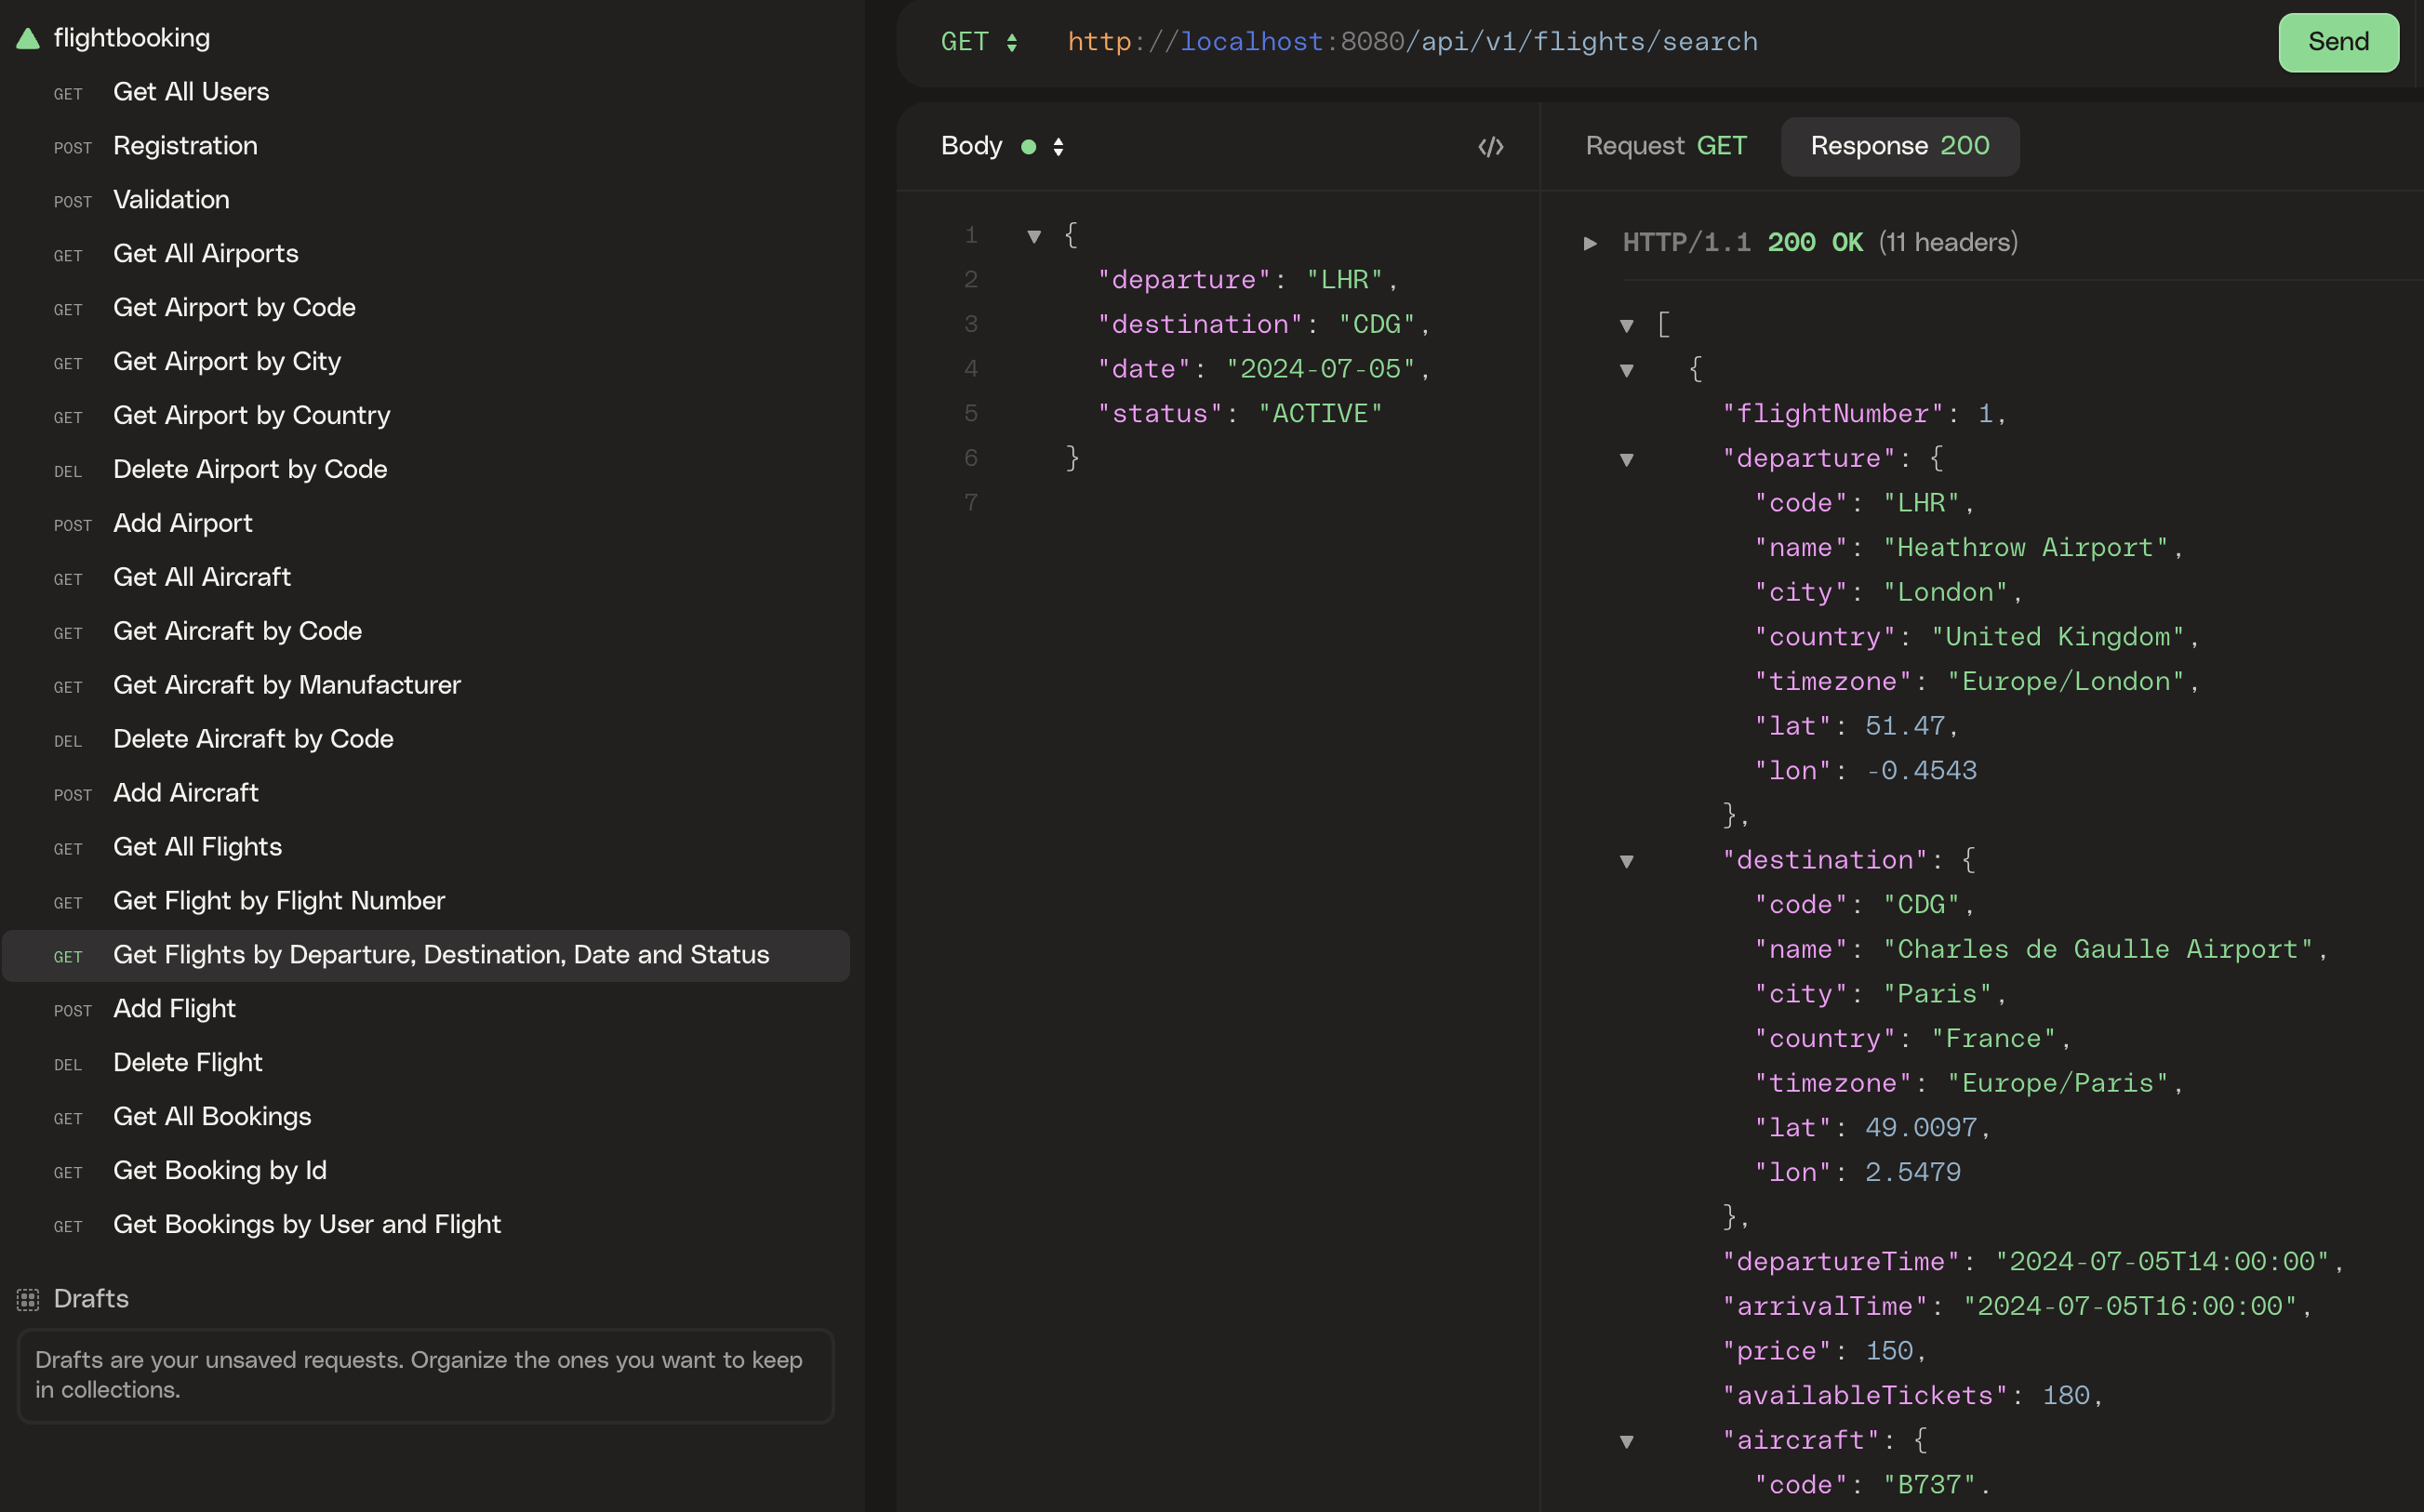 flightbooking
GET Get All Users
POST Registration
POST Validation
GET Get All Airports
GET Get Airport by Code
GET Get Airport by City
GET Get Airport by Country
DEL Delete Airport by Code
POST Add Airport
GET Get All Aircraft
GET Get Aircraft by Code
GET Get Aircraft by Manufacturer
DEL Delete Aircraft by Code
POST Add Aircraft
GET Get All Flights
GET Get Flight by Flight Number
GET Get Flights by Departure, Destination, Date and Status
POST Add Flight
DEL Delete Flight
GET Get All Bookings
GET Get Booking by Id
GET Get Bookings by User and Flight
Drafts
Drafts are your unsaved requests. Organize the ones you want to keep
in collections.
GET http://localhost:8080/api/v1/flights/search Send
Body
1 {
2 "departure": "LHR",
3 "destination": "CDG",
4 "date": "2024-07-05",
5 "status": "ACTIVE"
6 }
7
Request GET Response 200
HTTP/1.1 200 OK (11 headers)
[
{
"flightNumber": 1,
"departure": {
"code": "LHR",
"name": "Heathrow Airport",
"city": "London",
"country": "United Kingdom",
"timezone": "Europe/London",
"lat": 51.47,
"lon": -0.4543
},
"destination": {
"code": "CDG",
"name": "Charles de Gaulle Airport",
"city": "Paris",
"country": "France",
"timezone": "Europe/Paris",
"lat": 49.0097,
"lon": 2.5479
},
"departureTime": "2024-07-05T14:00:00",
"arrivalTime": "2024-07-05T16:00:00",
"price": 150,
"availableTickets": 180,
"aircraft": {
"code": "B737",